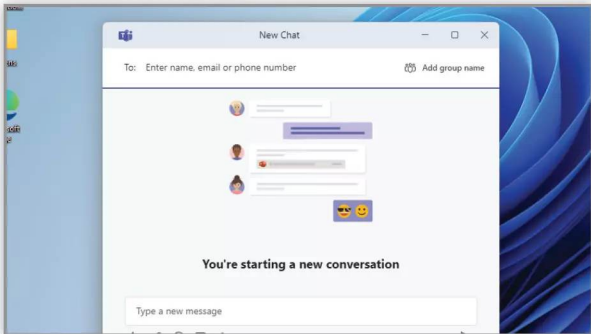 New Chat
To: Enter name, email or phone number
Add group name
You're starting a new conversation
Type a new message